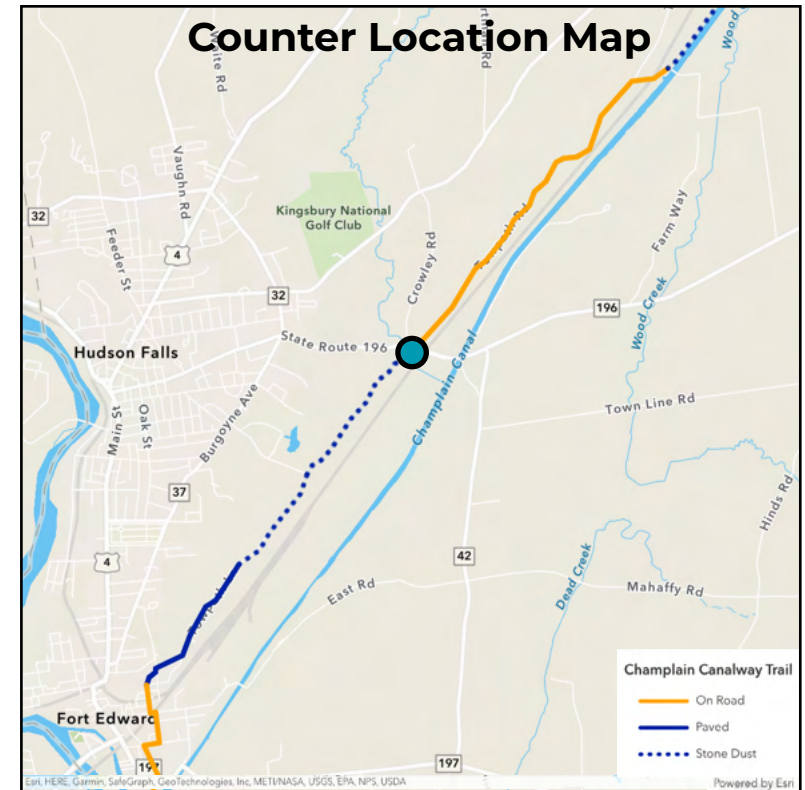 Counter Location Map
Wood
Waite Rd
Vaughn Rd
Kingsbury National
Golf Club
32
Feeder St
4
Crowley Rd
Farm Way
32
196
State Route 196
Wood Creek
Hudson Falls
Champlain Canal
Main St
Oak St
Burgoyne Ave
Town Line Rd
37
Hinds Rd
4
42
Dead Creek
East Rd
Mahaffy Rd
Champlain Canalway Trail
On Road
Fort Edward
Paved
Stone Dust
197
197
Esri, HERE, Garmin, SafeGraph, GeoTechnologies, Inc, METI/NASA, USGS, EPA, NPS, USDA
Powered by Esri